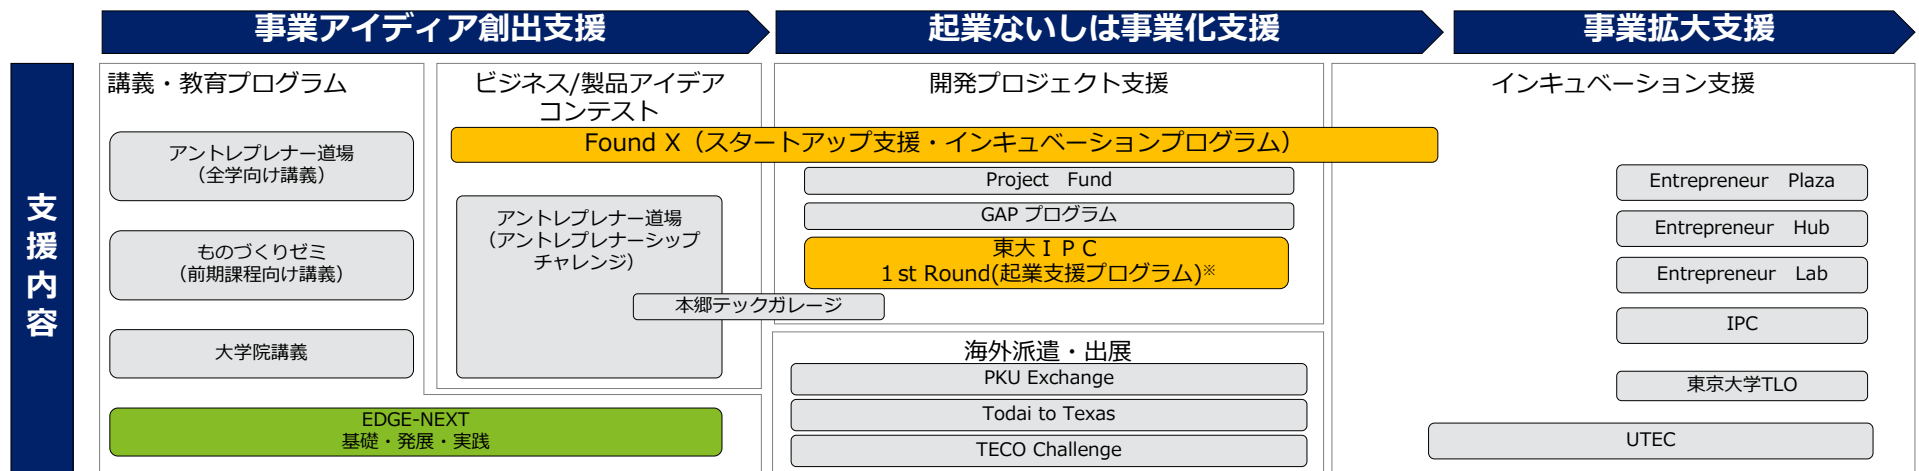 事業アイディア創出支援
起業ないしは事業化支援
事業拡大支援
支援内容
講義・教育プログラム
アントレプレナー道場
（全学向け講義）
ものづくりゼミ
（前期課程向け講義）
大学院講義
EDGE-NEXT
基礎・発展・実践
ビジネス/製品アイデア
コンテスト
Found X（スタートアップ支援・インキュベーションプログラム）
アントレプレナー道場
（アントレプレナーシップ
チャレンジ）
本郷テックガレージ
開発プロジェクト支援
Project　Fund
GAP プログラム
東大ＩＰＣ
１st Round(起業支援プログラム)※
海外派遣・出展
PKU Exchange
Todai to Texas
TECO Challenge
インキュベーション支援
Entrepreneur　Plaza
Entrepreneur　Hub
Entrepreneur　Lab
IPC
東京大学TLO
UTEC